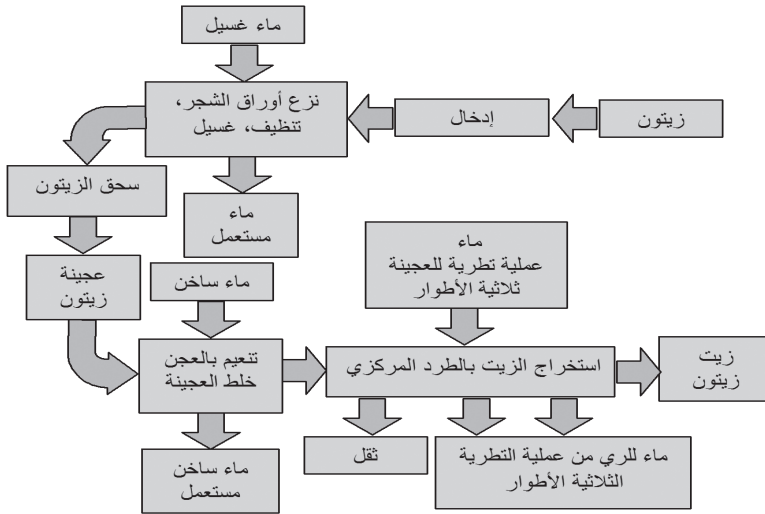 ماء غسيل
نزع أوراق الشجر،
تنظيف، غسيل
إدخال
زيتون
سحق الزيتون
ماء
مستعمل
ماء
عملية تطرية للعجينة
ثلاثية الأطوار
عجينة
زيتون
ماء ساخن
تنعيم بالعجن
خلط العجينة
استخراج الزيت بالطرد المركزي
زيت
زيتون
ماء ساخن
مستعمل
ثقل
ماء للري من عملية التطرية
الثلاثية الأطوار